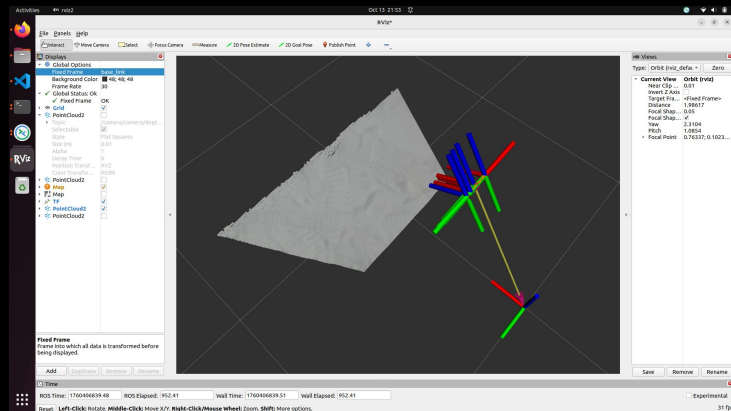 Activities rviz2 Oct 13 21:53
RViz*
File Panels Help
Interact Move Camera Select Focus Camera Measure 2D Pose Estimate 2D Goal Pose Publish Point
Displays
Global Options
Fixed Frame base_link
Background Color 48; 48; 48
Frame Rate 30
Global Status: Ok
Fixed Frame OK
Grid
PointCloud2
Topic /camera/camera/dept...
Selectable
Style Flat Squares
Size (m) 0.01
Alpha 1
Decay Time 0
Position Transf... XYZ
Color Transfor... RGB8
PointCloud2
Map
Map
TF
PointCloud2
PointCloud2
Fixed Frame
Frame into which all data is transformed before
being displayed.
Add Duplicate Remove Rename
Views
Type: Orbit (rviz_defau Zero
Current View Orbit (rviz)
Near Clip ... 0.01
Invert Z Axis
Target Fra... <Fixed Frame>
Distance 1.98617
Focal Shap... 0.05
Focal Shap...
Yaw 2.3104
Pitch 1.0854
Focal Point 0.76337; 0.1023...
Save Remove Rename
Time
ROS Time: 1760406839.48 ROS Elapsed: 952.41 Wall Time: 1760406839.51 Wall Elapsed: 952.41 Experimental
Reset Left-Click: Rotate. Middle-Click: Move X/Y. Right-Click/Mouse Wheel: Zoom. Shift: More options. 31 fp